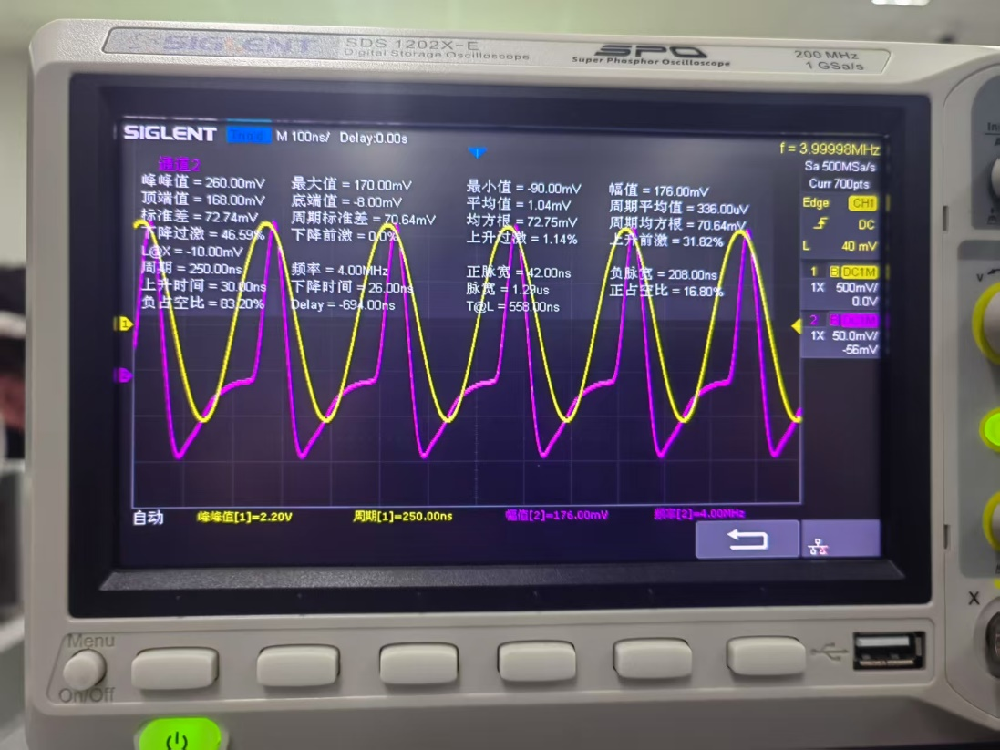 SIGLENT SDS 1202X-E
Digital Storage Oscilloscope
SPO
Super Phosphor Oscilloscope
200 MHz
1 GSa/s
SIGLENT M 100ns/ Delay:0.00s
f = 3.99998MHz
Sa 500MSa/s
Curr 700pts
Edge CH1
DC
L 40 mV
1 DC1M
1X 500mV/
0.0V
2 DC1M
1X 50.0mV/
-56mV
通道2
峰峰值 = 260.00mV 最大值 = 170.00mV 最小值 = -90.00mV 幅值 = 176.00mV
顶端值 = 168.00mV 底端值 = -8.00mV 平均值 = 1.04mV 周期平均值 = 336.00uV
标准差 = 72.74mV 周期标准差 = 70.64mV 均方根 = 72.75mV 周期均方根 = 70.64mV
下降过激 = 46.59% 下降前激 = 0.0% 上升过激 = 1.14% 上升前激 = 31.82%
L@X = -10.00mV
周期 = 250.00ns 频率 = 4.00MHz 正脉宽 = 42.00ns 负脉宽 = 208.00ns
上升时间 = 30.00ns 下降时间 = 26.00ns 脉宽 = 1.29us 正占空比 = 16.80%
负占空比 = 83.20% Delay = -694.00ns T@L = 558.00ns
1
2
自动 峰峰值[1]=2.20V 周期[1]=250.00ns 幅值[2]=176.00mV 频率[2]=4.00MHz
Menu
On/Off
X